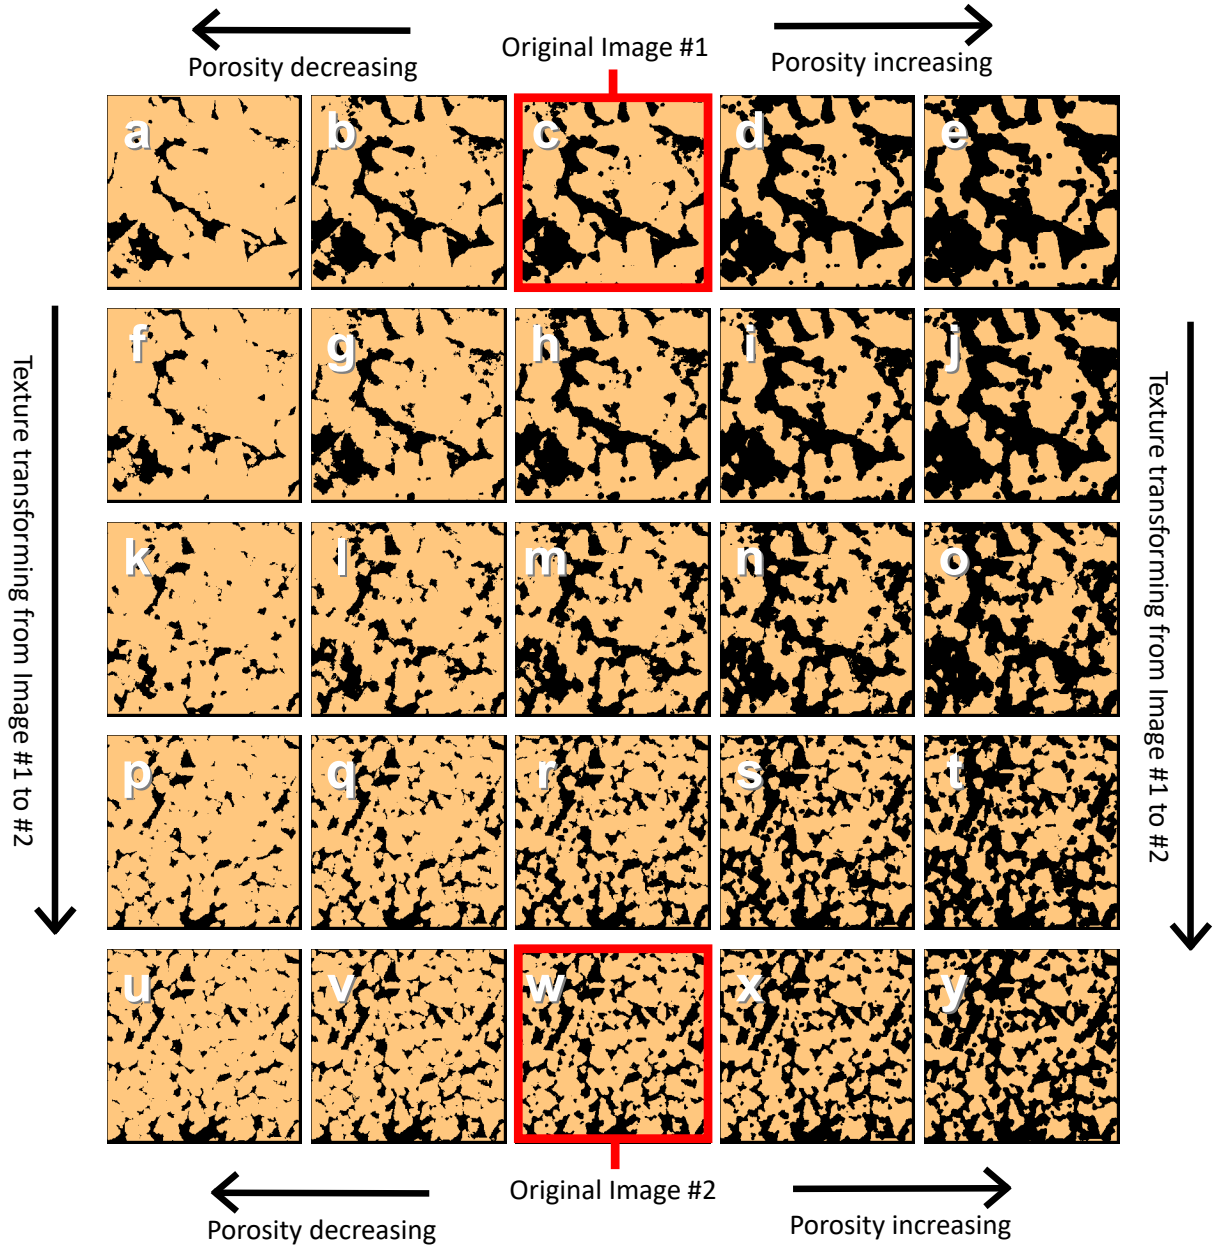 Original Image #1
Porosity decreasing
Porosity increasing
a
b
c
d
e
Texture transforming from Image #1 to #2
Texture transforming from Image #1 to #2
f
g
h
i
j
k
l
m
n
o
p
q
r
s
t
u
v
w
x
y
Original Image #2
Porosity decreasing
Porosity increasing